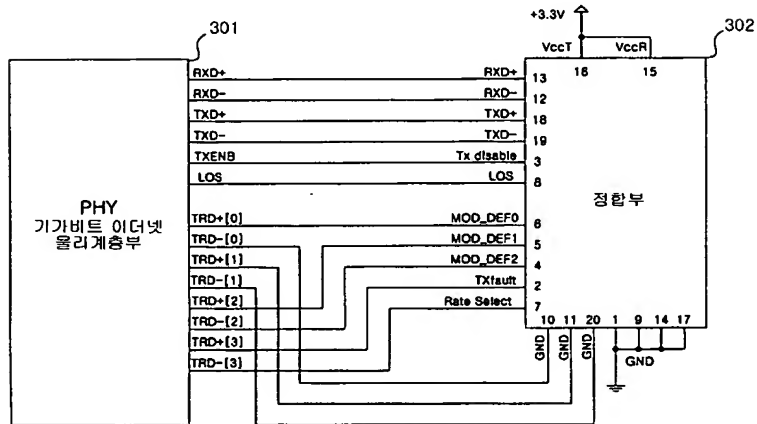 301
PHY
기가비트 이더넷
물리계층부
RXD+
RXD-
TXD+
TXD-
TXENB
LOS
TRD+[0]
TRD-[0]
TRD+[1]
TRD-[1]
TRD+[2]
TRD-[2]
TRD+[3]
TRD-[3]
+3.3V
302
VccT
VccR
16
15
RXD+
13
RXD-
12
TXD+
18
TXD-
19
Tx disable
3
LOS
8
정합부
MOD_DEF0
6
MOD_DEF1
5
MOD_DEF2
4
TXfault
2
Rate Select
7
10
11
20
1
9
14
17
GND
GND
GND
GND